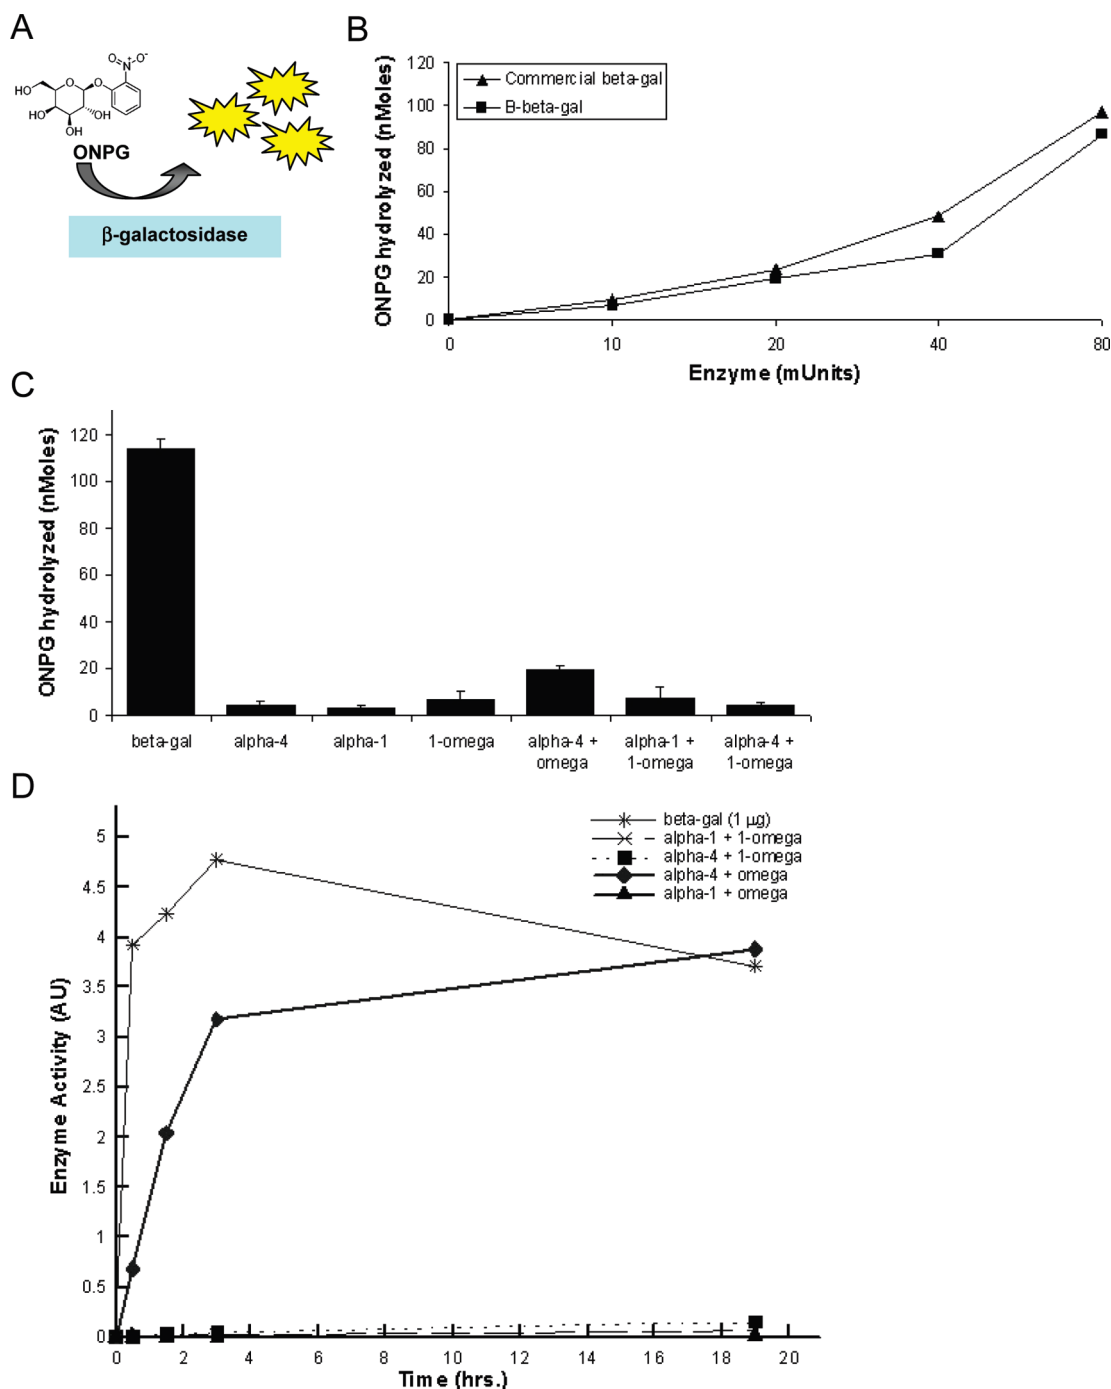 A
HO
O
O
N+
O
O-
HO
OH
OH
ONPG
β-galactosidase
B
ONPG hydrolyzed (nMoles)
120
100
80
60
40
20
0
Commercial beta-gal
B-beta-gal
0 10 20 40 80
Enzyme (mUnits)
C
ONPG hydrolyzed (nMoles)
120
100
80
60
40
20
0
beta-gal alpha-4 alpha-1 1-omega alpha-4 + omega alpha-1 + 1-omega alpha-4 + 1-omega
D
Enzyme Activity (AU)
5
4.5
4
3.5
3
2.5
2
1.5
1
0.5
0
beta-gal (1 µg)
alpha-1 + 1-omega
alpha-4 + 1-omega
alpha-4 + omega
alpha-1 + omega
0 2 4 6 8 10 12 14 16 18 20
Time (hrs.)